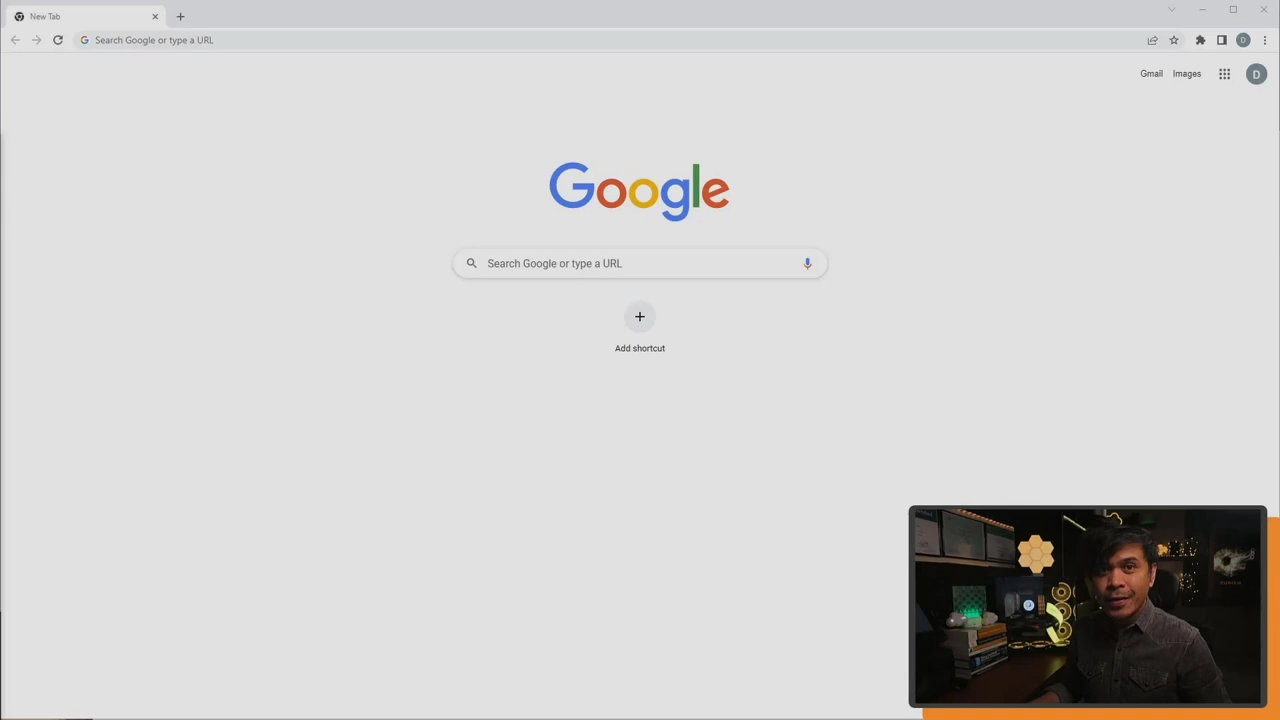 New Tab
Search Google or type a URL
D
Gmail Images
D
Google
Search Google or type a URL
Add shortcut